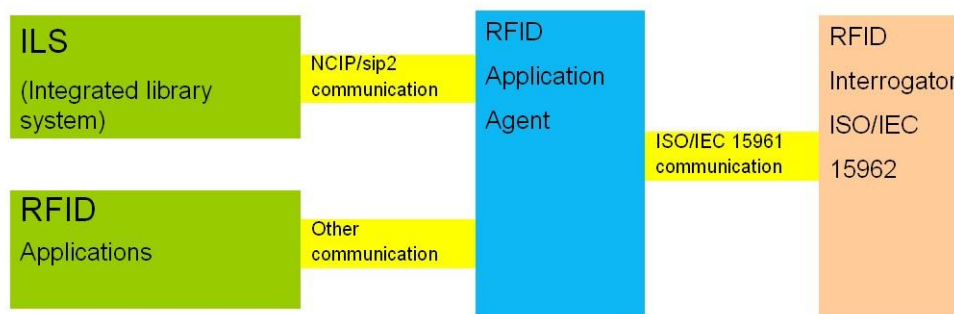 ILS
(Integrated library
system)
NCIP/sip2
communication
RFID
Application
Agent
RFID
Interrogator
ISO/IEC
15962
ISO/IEC 15961
communication
RFID
Applications
Other
communication